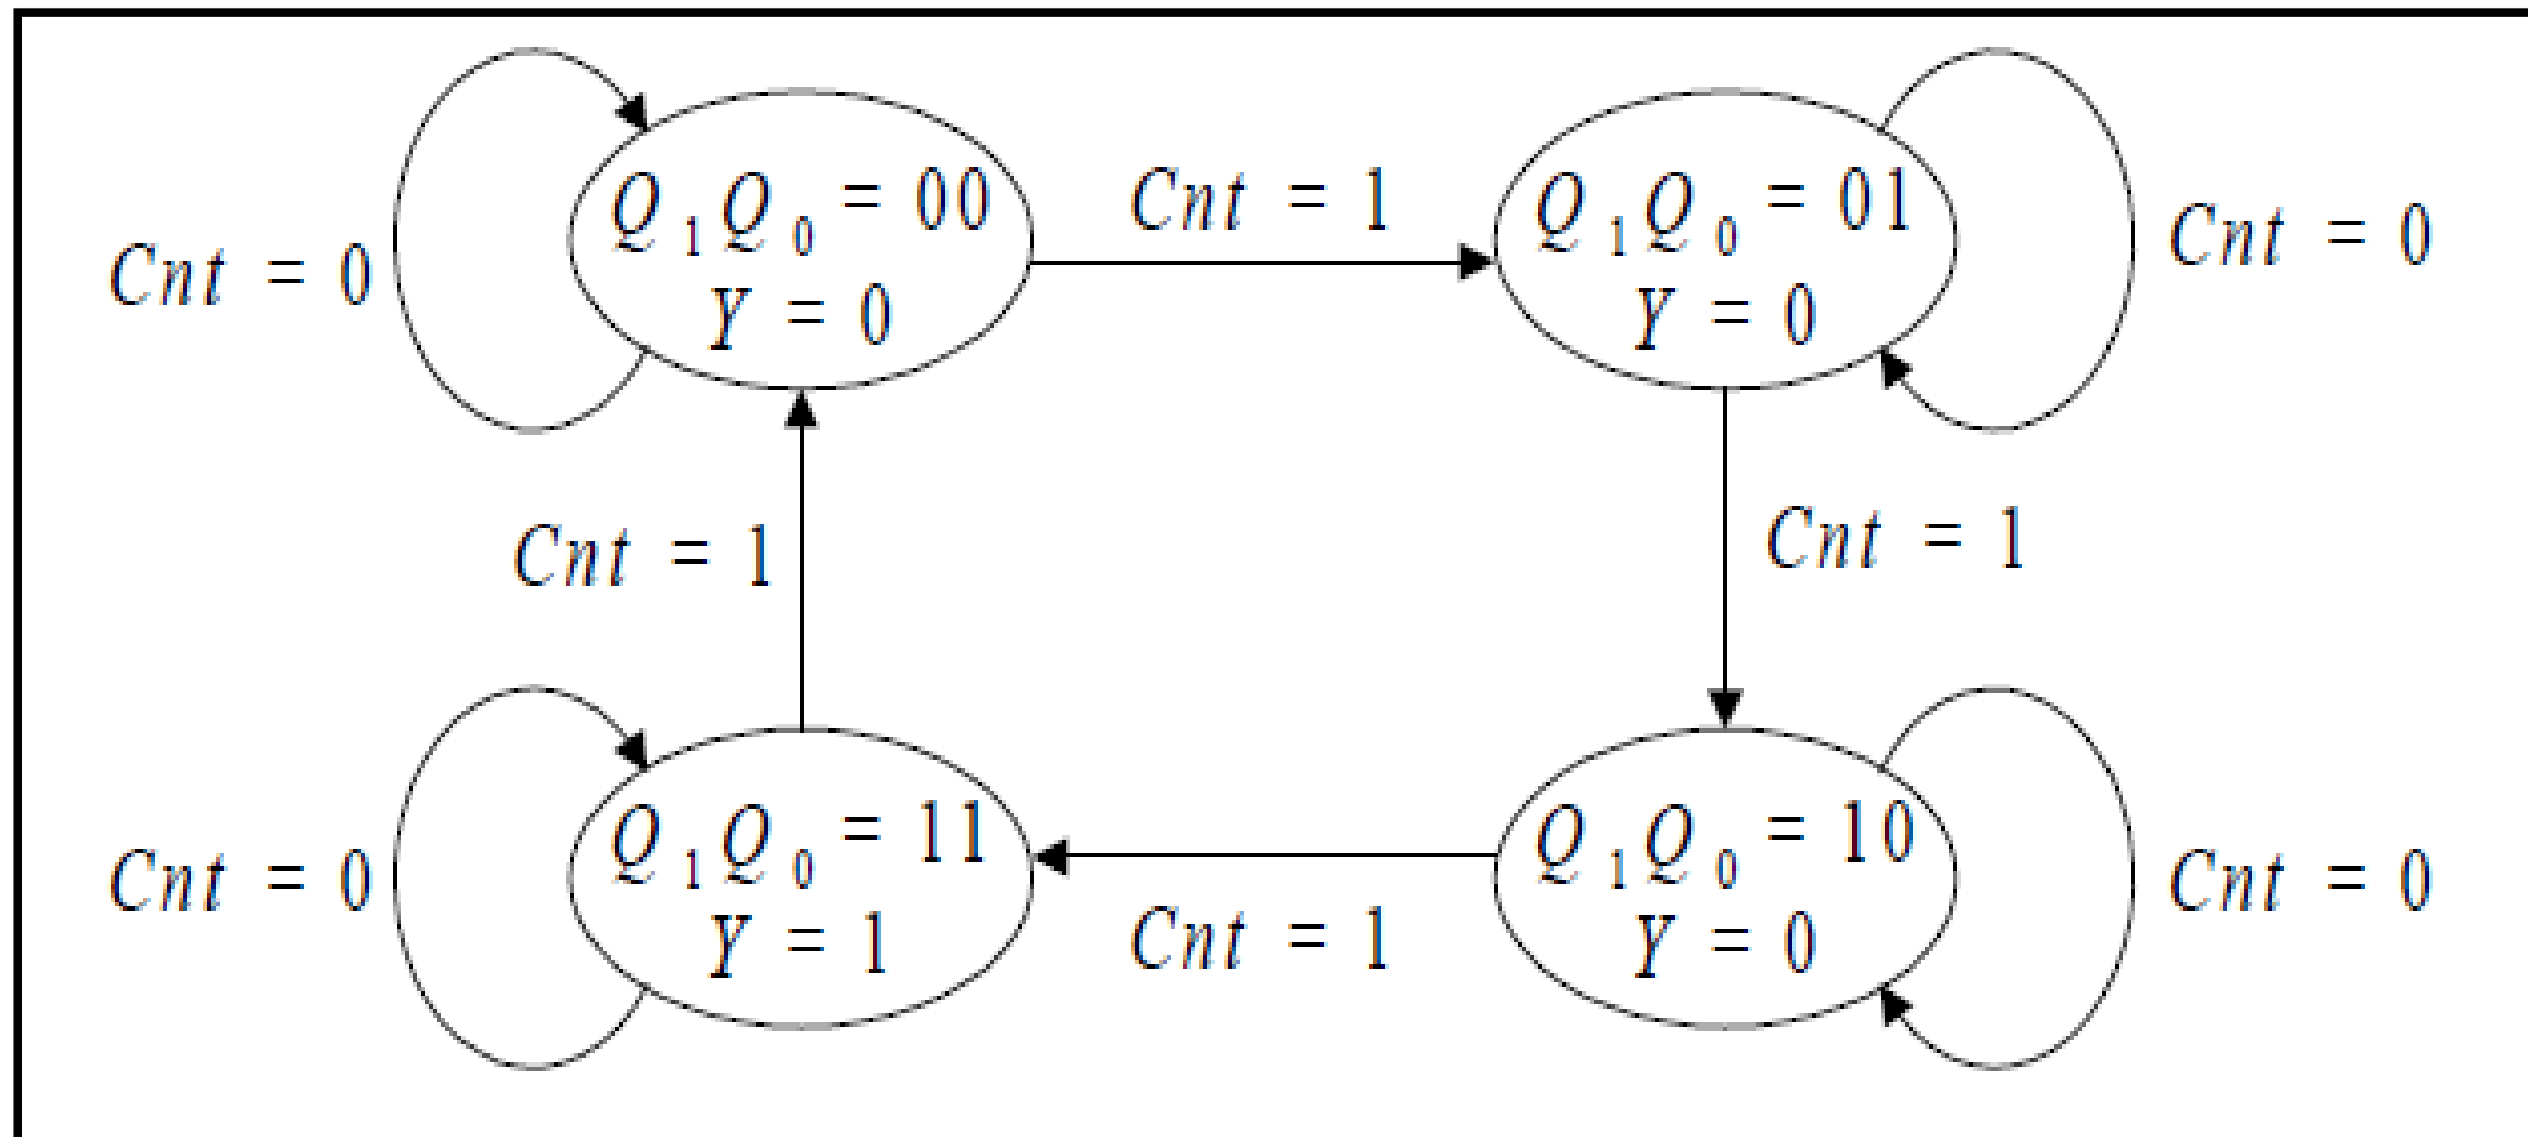 Q1Q0 = 00
Y = 0
Cnt = 1
Q1Q0 = 01
Y = 0
Cnt = 0
Cnt = 0
Cnt = 1
Cnt = 1
Q1Q0 = 11
Y = 1
Cnt = 0
Cnt = 1
Q1Q0 = 10
Y = 0
Cnt = 0